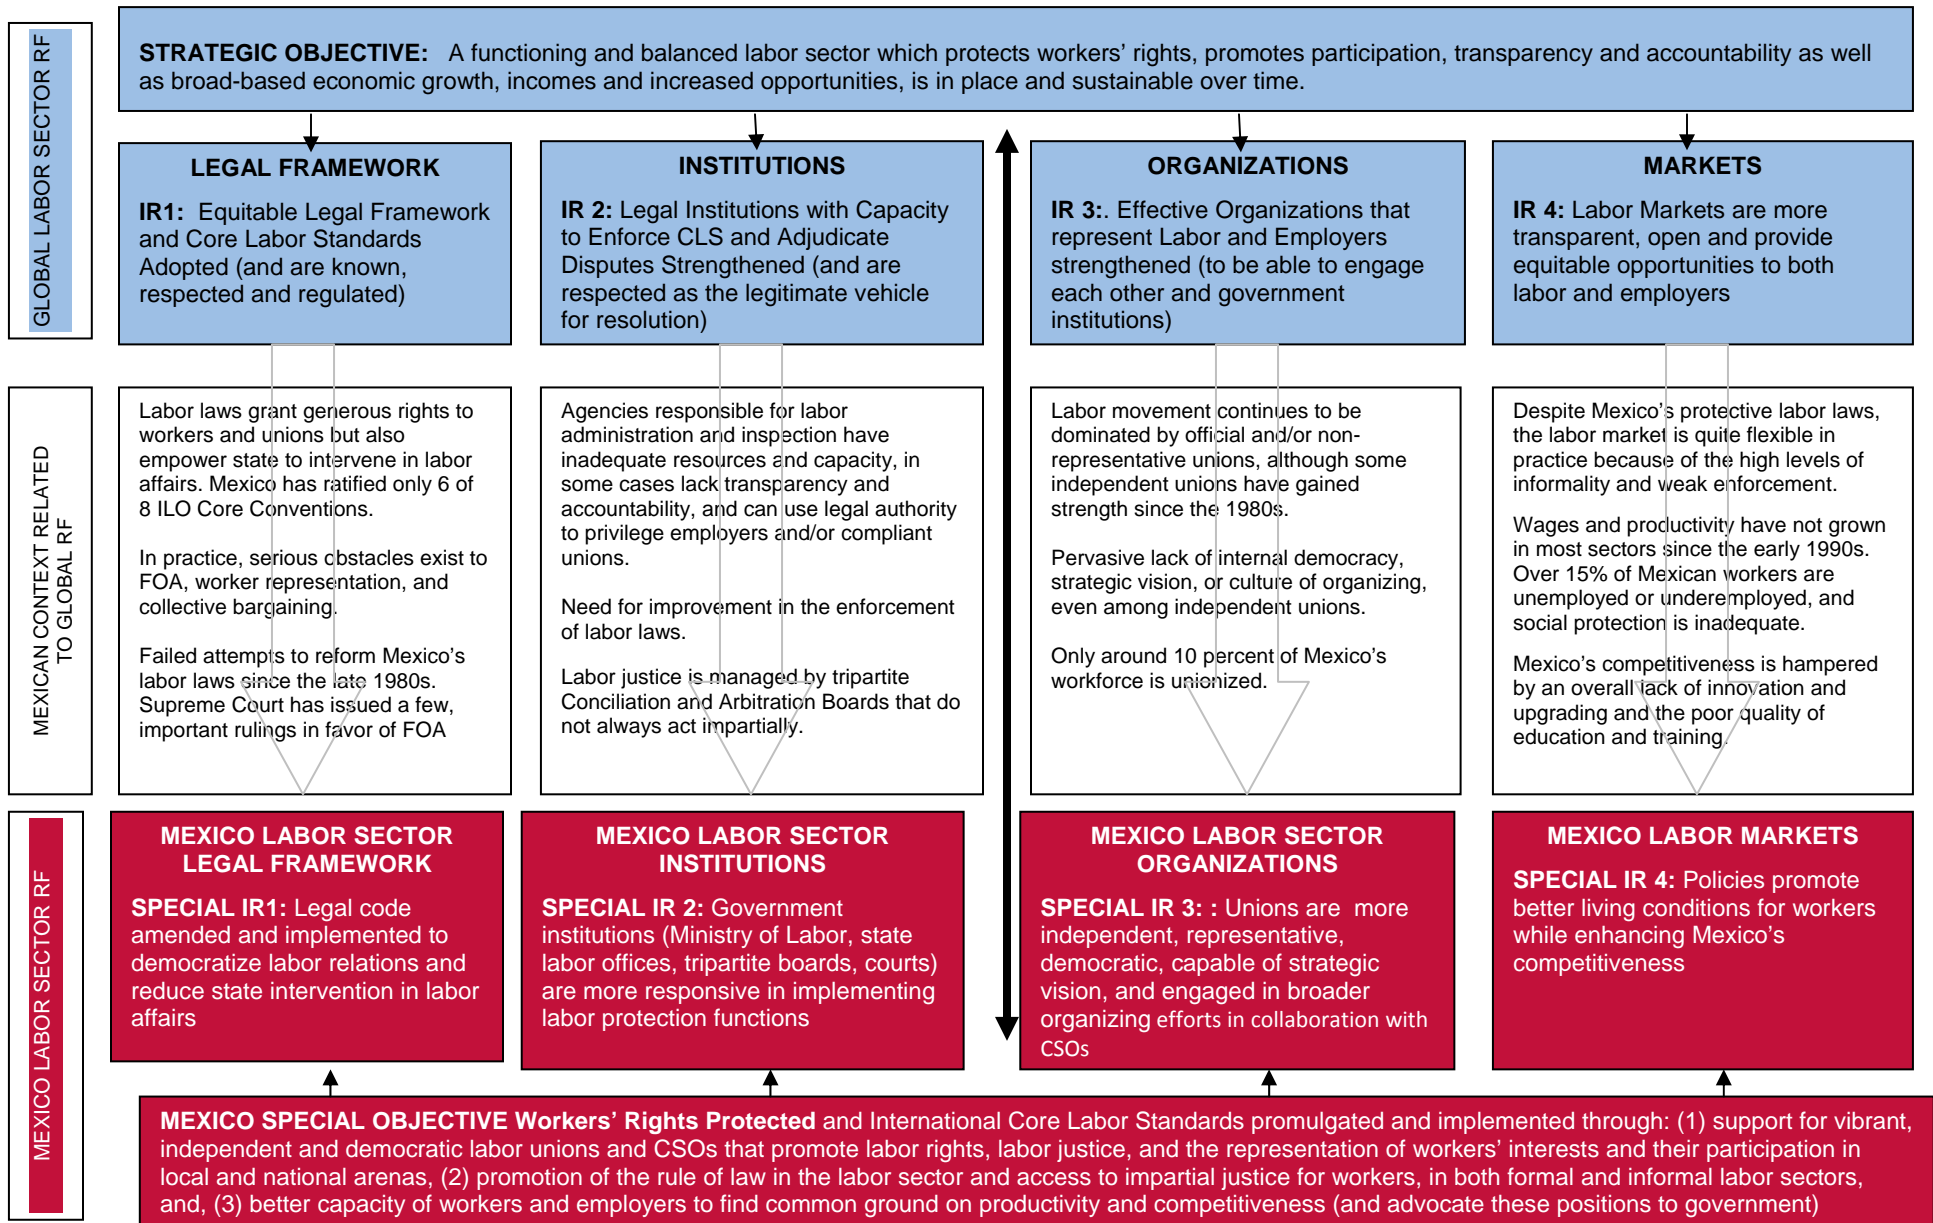 GLOBAL LABOR SECTOR RF
STRATEGIC OBJECTIVE: A functioning and balanced labor sector which protects workers’ rights, promotes participation, transparency and accountability as well
as broad-based economic growth, incomes and increased opportunities, is in place and sustainable over time.
LEGAL FRAMEWORK
IR1: Equitable Legal Framework
and Core Labor Standards
Adopted (and are known,
respected and regulated)
INSTITUTIONS
IR 2: Legal Institutions with Capacity
to Enforce CLS and Adjudicate
Disputes Strengthened (and are
respected as the legitimate vehicle
for resolution)
ORGANIZATIONS
IR 3:. Effective Organizations that
represent Labor and Employers
strengthened (to be able to engage
each other and government
institutions)
MARKETS
IR 4: Labor Markets are more
transparent, open and provide
equitable opportunities to both
labor and employers
MEXICAN CONTEXT RELATED
TO GLOBAL RF
Labor laws grant generous rights to
workers and unions but also
empower state to intervene in labor
affairs. Mexico has ratified only 6 of
8 ILO Core Conventions.
In practice, serious obstacles exist to
FOA, worker representation, and
collective bargaining.
Failed attempts to reform Mexico’s
labor laws since the late 1980s.
Supreme Court has issued a few,
important rulings in favor of FOA
Agencies responsible for labor
administration and inspection have
inadequate resources and capacity, in
some cases lack transparency and
accountability, and can use legal authority
to privilege employers and/or compliant
unions.
Need for improvement in the enforcement
of labor laws.
Labor justice is managed by tripartite
Conciliation and Arbitration Boards that do
not always act impartially.
Labor movement continues to be
dominated by official and/or non-
representative unions, although some
independent unions have gained
strength since the 1980s.
Pervasive lack of internal democracy,
strategic vision, or culture of organizing,
even among independent unions.
Only around 10 percent of Mexico’s
workforce is unionized.
Despite Mexico’s protective labor laws,
the labor market is quite flexible in
practice because of the high levels of
informality and weak enforcement.
Wages and productivity have not grown
in most sectors since the early 1990s.
Over 15% of Mexican workers are
unemployed or underemployed, and
social protection is inadequate.
Mexico’s competitiveness is hampered
by an overall lack of innovation and
upgrading and the poor quality of
education and training.
MEXICO LABOR SECTOR RF
MEXICO LABOR SECTOR
LEGAL FRAMEWORK
SPECIAL IR1: Legal code
amended and implemented to
democratize labor relations and
reduce state intervention in labor
affairs
MEXICO LABOR SECTOR
INSTITUTIONS
SPECIAL IR 2: Government
institutions (Ministry of Labor, state
labor offices, tripartite boards, courts)
are more responsive in implementing
labor protection functions
MEXICO LABOR SECTOR
ORGANIZATIONS
SPECIAL IR 3: : Unions are more
independent, representative,
democratic, capable of strategic
vision, and engaged in broader
organizing efforts in collaboration with
CSOs
MEXICO LABOR MARKETS
SPECIAL IR 4: Policies promote
better living conditions for workers
while enhancing Mexico’s
competitiveness
MEXICO SPECIAL OBJECTIVE Workers’ Rights Protected and International Core Labor Standards promulgated and implemented through: (1) support for vibrant,
independent and democratic labor unions and CSOs that promote labor rights, labor justice, and the representation of workers’ interests and their participation in
local and national arenas, (2) promotion of the rule of law in the labor sector and access to impartial justice for workers, in both formal and informal labor sectors,
and, (3) better capacity of workers and employers to find common ground on productivity and competitiveness (and advocate these positions to government)